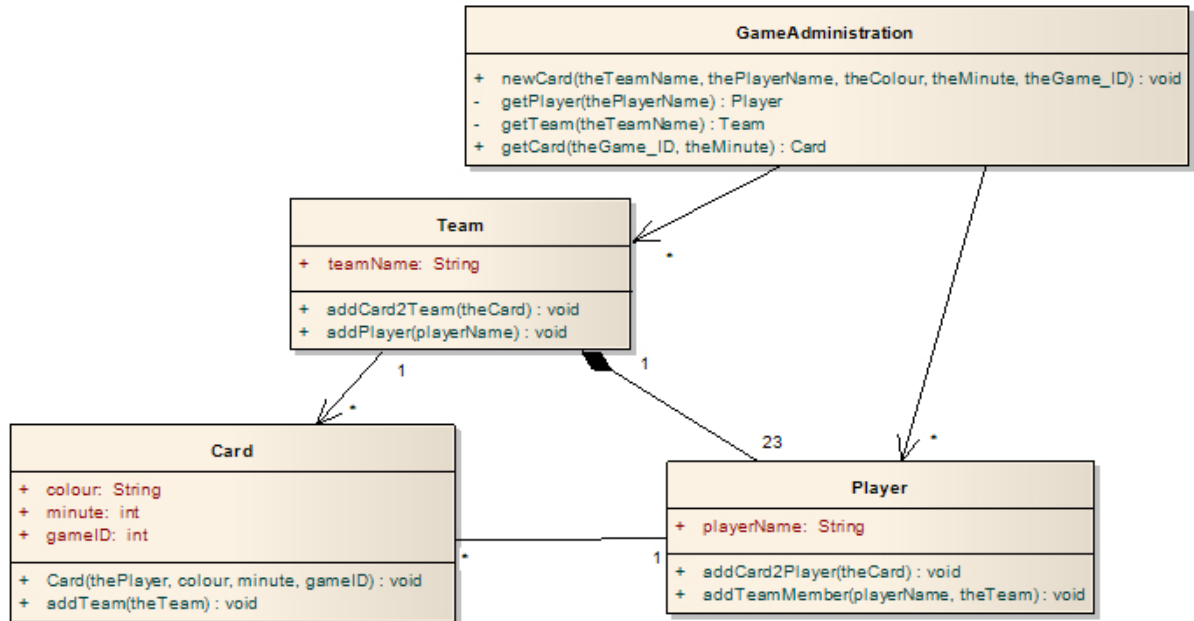 GameAdministration
+ newCard(theTeamName, thePlayerName, theColour, theMinute, theGame_ID) : void
- getPlayer(thePlayerName) : Player
- getTeam(theTeamName) : Team
+ getCard(theGame_ID, theMinute) : Card
Team
+ teamName: String
+ addCard2Team(theCard) : void
+ addPlayer(playerName) : void
*
1
1
*
23
*
Card
+ colour: String
+ minute: int
+ gameID: int
+ Card(thePlayer, colour, minute, gameID) : void
+ addTeam(theTeam) : void
*
1
Player
+ playerName: String
+ addCard2Player(theCard) : void
+ addTeamMember(playerName, theTeam) : void